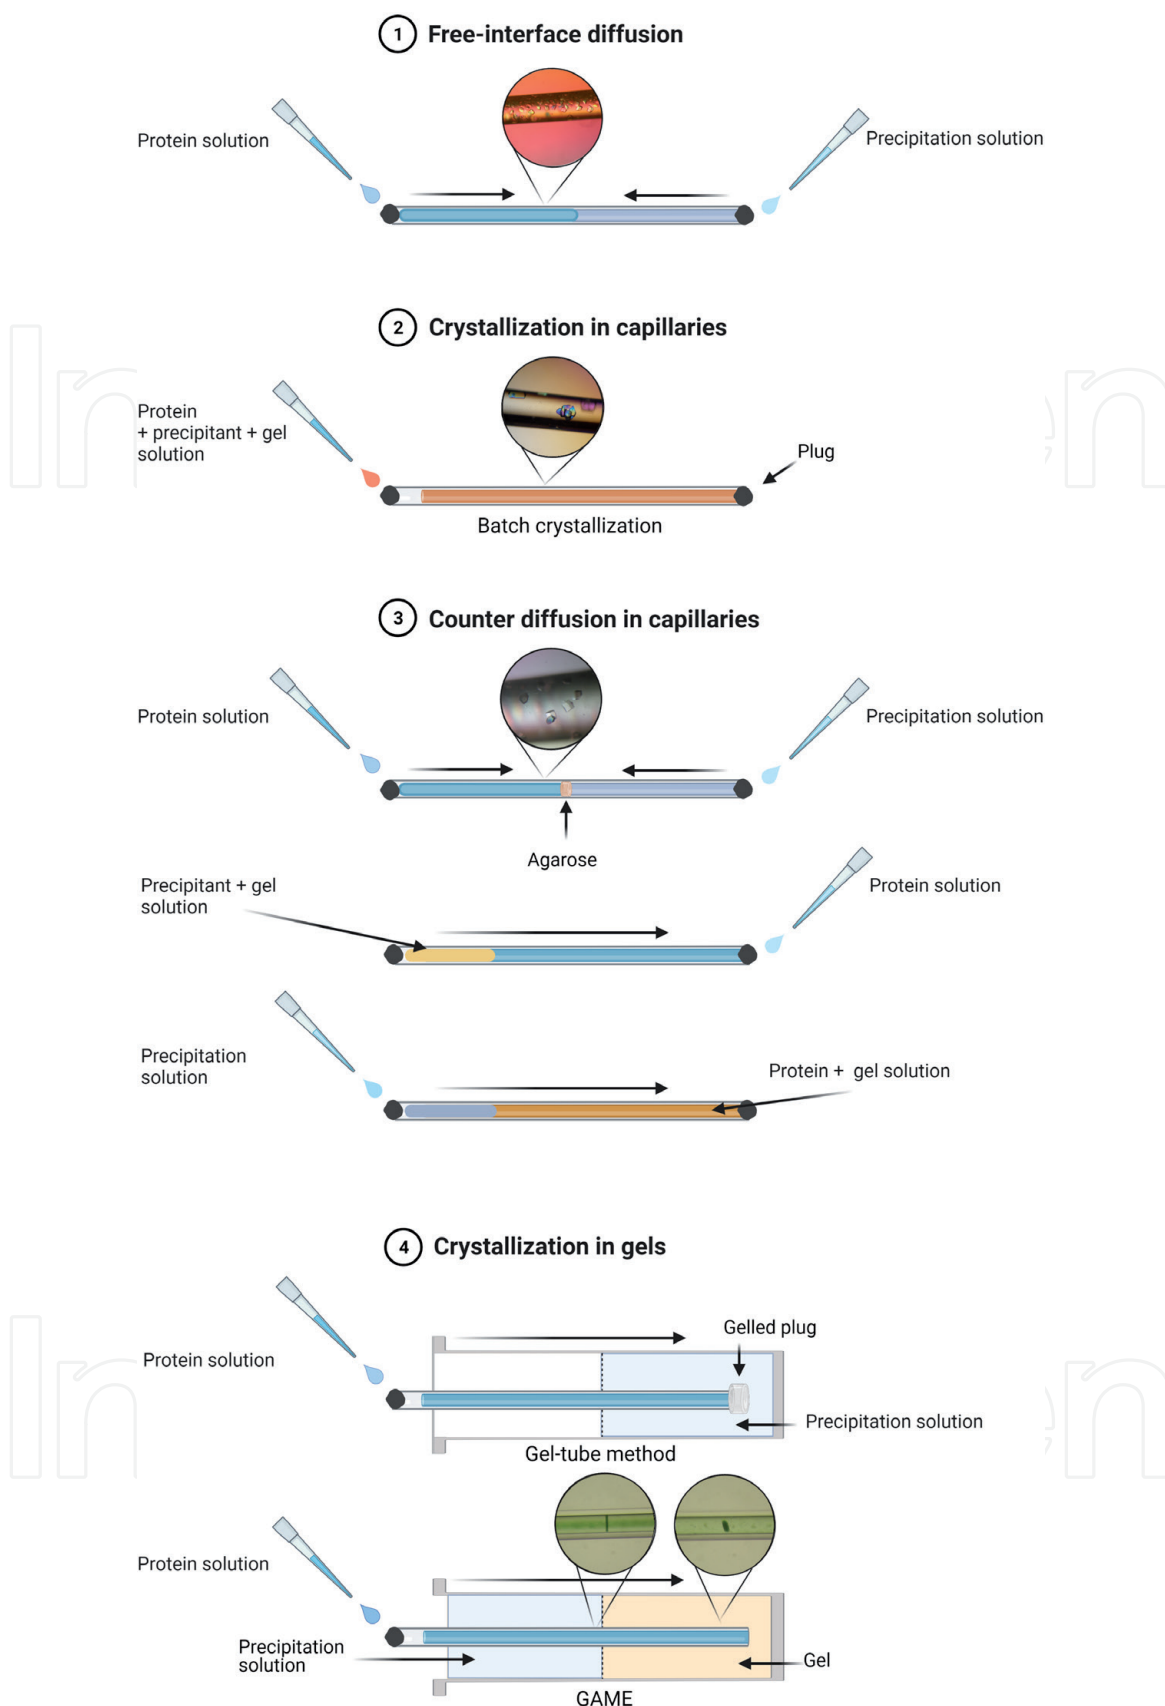 1 Free-interface diffusion
Protein solution
Precipitation solution
2 Crystallization in capillaries
Protein
+ precipitant + gel
solution
Plug
Batch crystallization
3 Counter diffusion in capillaries
Protein solution
Precipitation solution
Agarose
Precipitant + gel
solution
Protein solution
Precipitation
solution
Protein + gel solution
4 Crystallization in gels
Protein solution
Gelled plug
Precipitation solution
Gel-tube method
Protein solution
Precipitation
solution
Gel
GAME